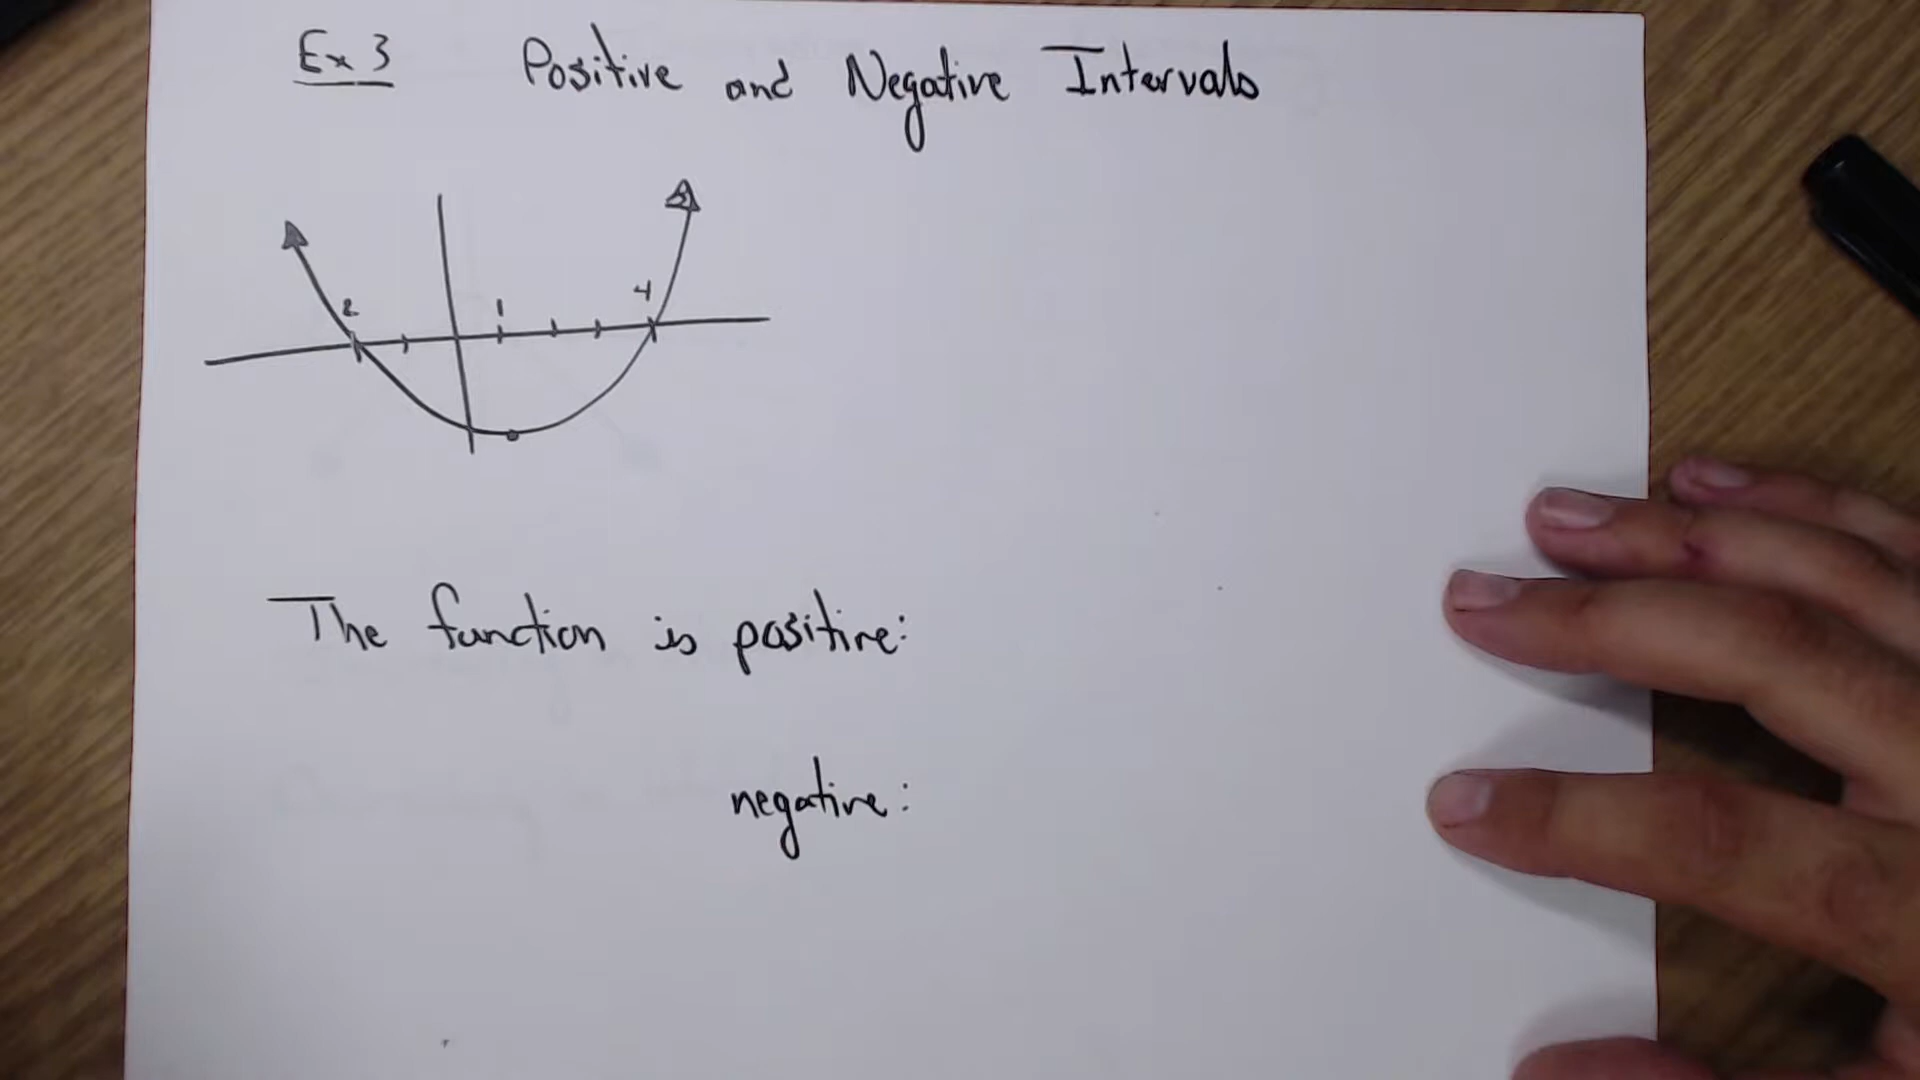 Ex 3 Positive and Negative Intervals
2 1 4
The function is positive:
negative: